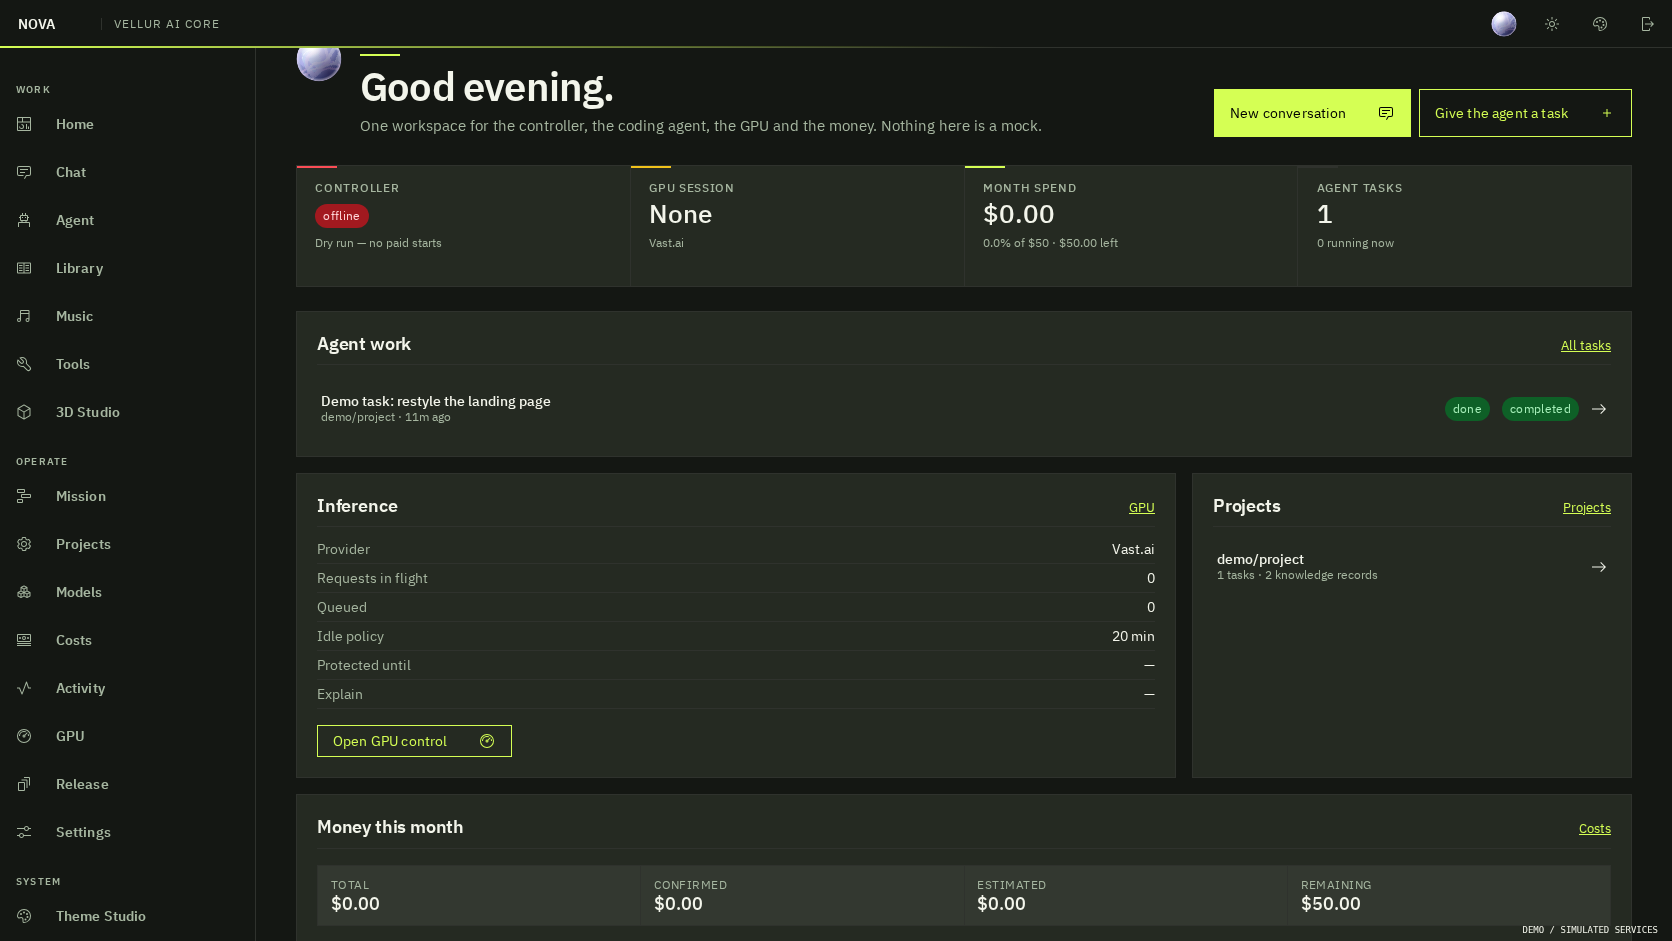 NOVA
VELLUR AI CORE
WORK
Home
Chat
Agent
Library
Music
Tools
3D Studio
OPERATE
Mission
Projects
Models
Costs
Activity
GPU
Release
Settings
SYSTEM
Theme Studio
Good evening.
One workspace for the controller, the coding agent, the GPU and the money. Nothing here is a mock.
New conversation
Give the agent a task
CONTROLLER
offline
Dry run — no paid starts
GPU SESSION
None
Vast.ai
MONTH SPEND
$0.00
0.0% of $50 · $50.00 left
AGENT TASKS
1
0 running now
Agent work
All tasks
Demo task: restyle the landing page
demo/project · 11m ago
done
completed
Inference
GPU
Provider
Vast.ai
Requests in flight
0
Queued
0
Idle policy
20 min
Protected until
—
Explain
—
Open GPU control
Projects
Projects
demo/project
1 tasks · 2 knowledge records
Money this month
Costs
TOTAL
$0.00
CONFIRMED
$0.00
ESTIMATED
$0.00
REMAINING
$50.00
DEMO / SIMULATED SERVICES